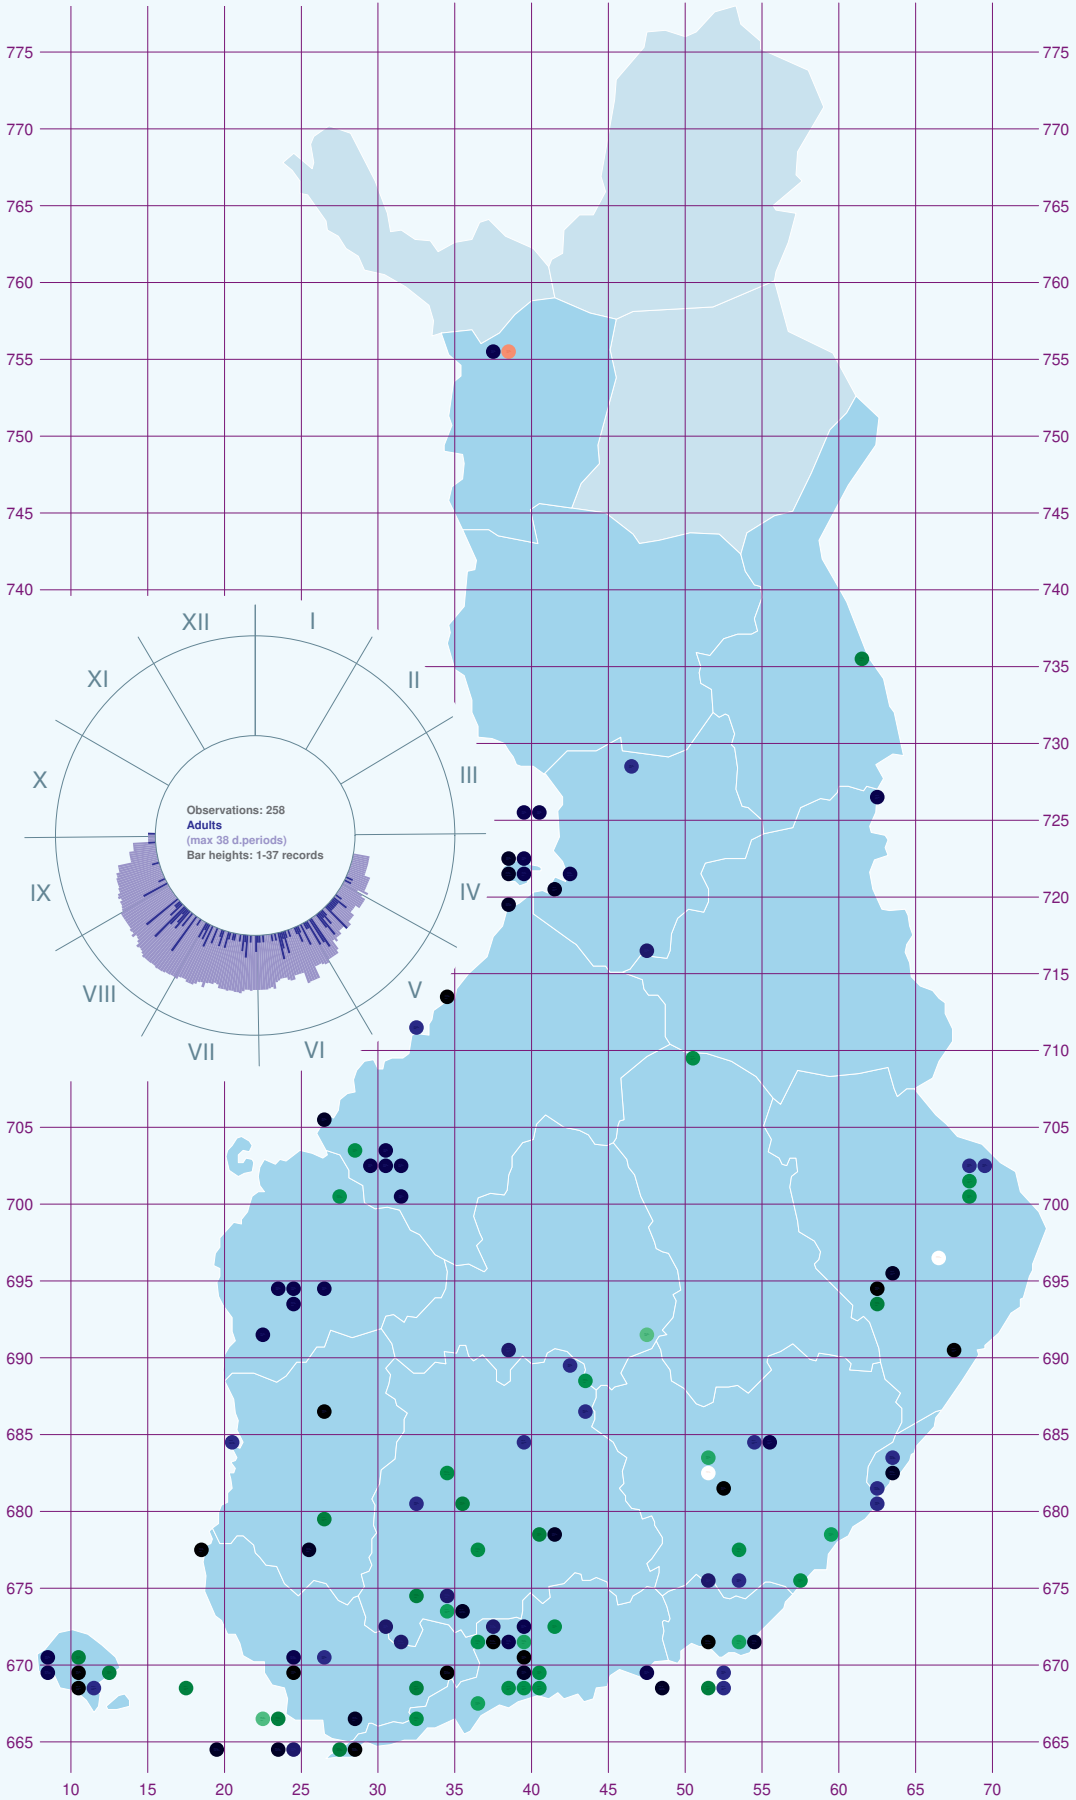 775 775
770 770
765 765
760 760
755 755
750 750
745 745
740 740
XII I
735 735
XI II
730 730
X III
Observations: 258
Adults
(max 38 d.periods)
Bar heights: 1-37 records
725 725
IX IV
720 720
715 715
VIII V
VII VI
710 710
705 705
700 700
695 695
690 690
685 685
680 680
675 675
670 670
665 665
10 15 20 25 30 35 40 45 50 55 60 65 70